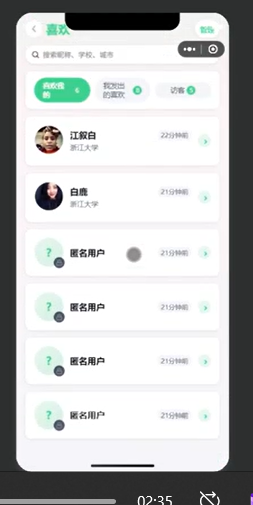 喜欢
搜索昵称、学校、城市
喜欢我的 6
我发出的喜欢 8
访客 5
江叙白
浙江大学
22分钟前
白鹿
浙江大学
21分钟前
?
匿名用户
21分钟前
?
匿名用户
21分钟前
?
匿名用户
21分钟前
?
匿名用户
21分钟前
02:35